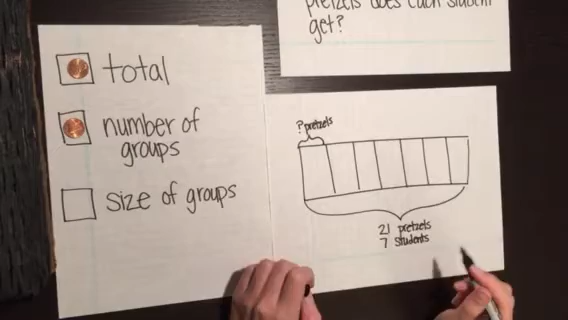 pretzels does each student
get?
total
number of
groups
size of groups
? pretzels
21 pretzels
7 students